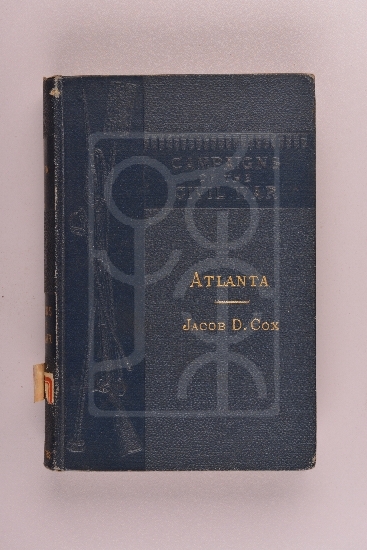 CAMPAIGNS
OF THE
CIVIL WAR
ATLANTA
JACOB D. COX